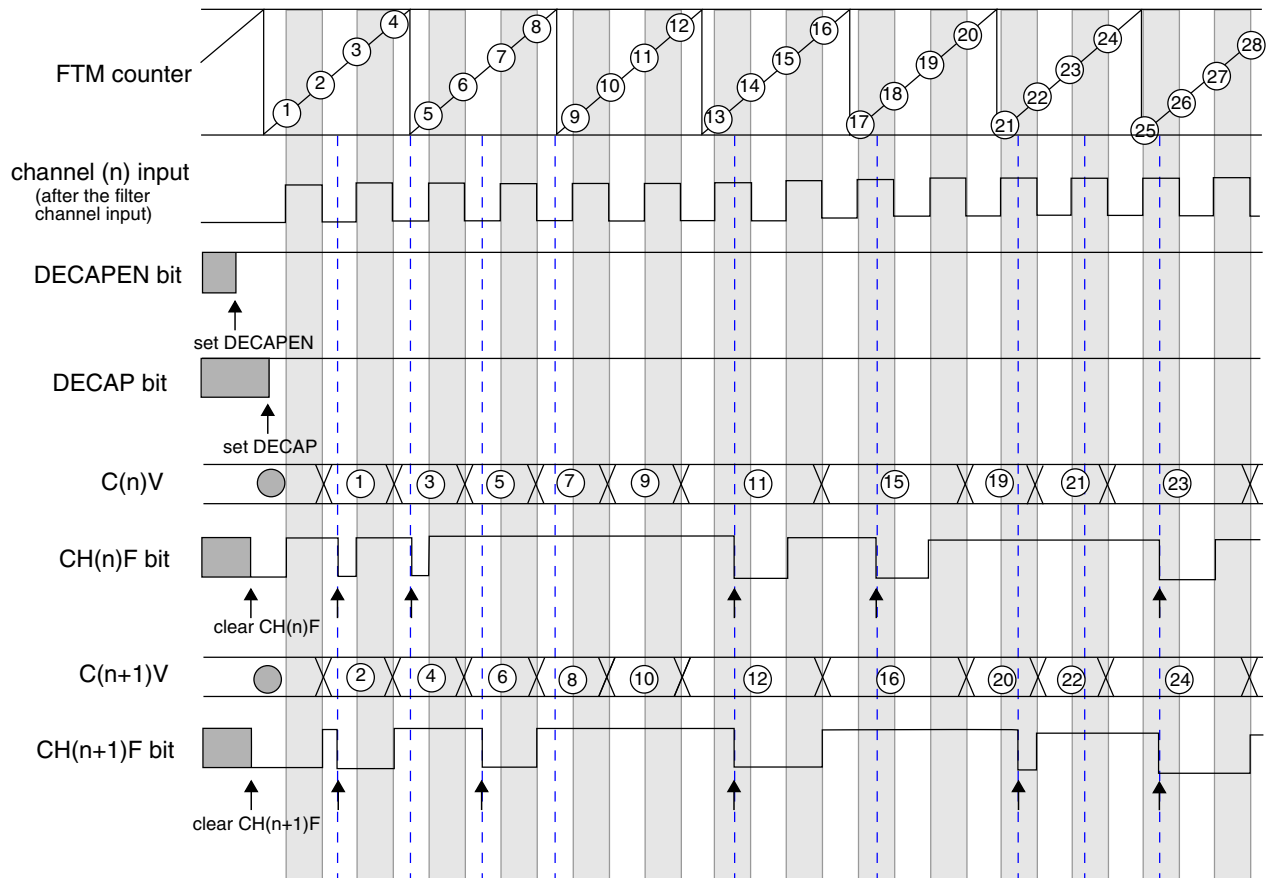 4 8 12 16 20 24 28
3 7 11 15 19 23 27
FTM counter
2 6 10 14 18 22 26
1 5 9 13 17 21 25
channel (n) input
(after the filter
channel input)
DECAPEN bit
set DECAPEN
DECAP bit
set DECAP
C(n)V 1 3 5 7 9 11 15 19 21 23
CH(n)F bit
clear CH(n)F
C(n+1)V 2 4 6 8 10 12 16 20 22 24
CH(n+1)F bit
clear CH(n+1)F